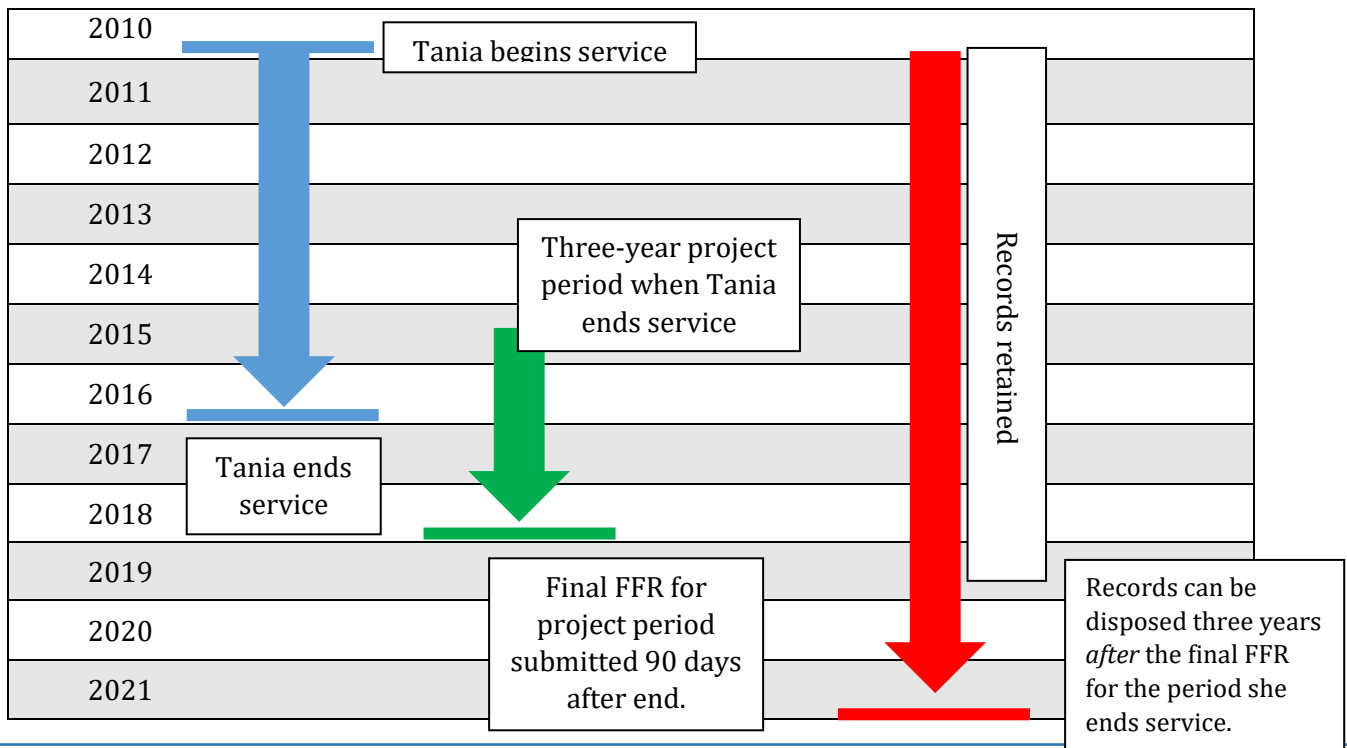 2010
Tania begins service
2011
2012
2013
2014
2015
2016
2017
2018
2019
2020
2021
Three-year project
period when Tania
ends service
Records retained
Tania ends
service
Final FFR for
project period
submitted 90 days
after end.
Records can be
disposed three years
after the final FFR
for the period she
ends service.